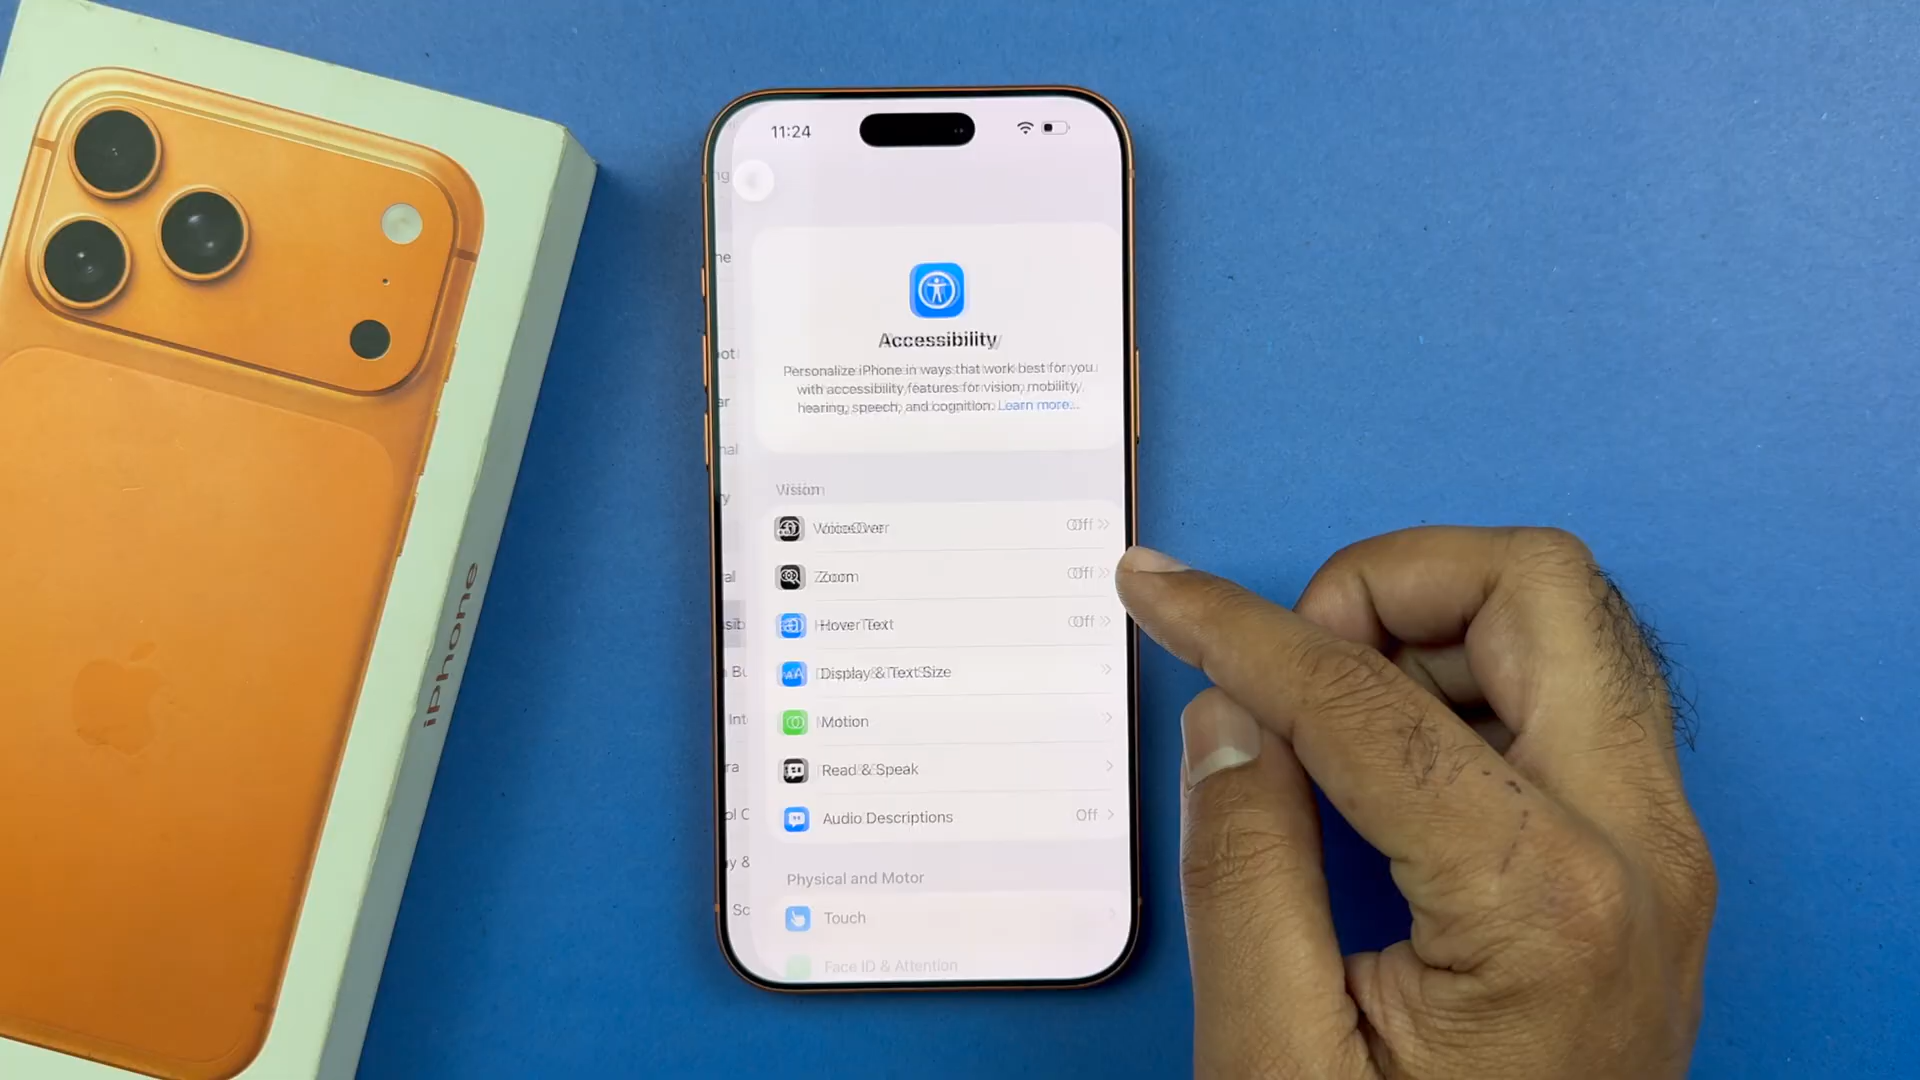 iPhone
11:24
Accessibility
Personalize iPhone in ways that work best for you
with accessibility features for vision, mobility,
hearing, speech, and cognition. Learn more...
Vision
VoiceOver Off
Zoom Off
Hover Text Off
Display & Text Size
Motion
Read & Speak
Audio Descriptions Off
Physical and Motor
Touch
Face ID & Attention